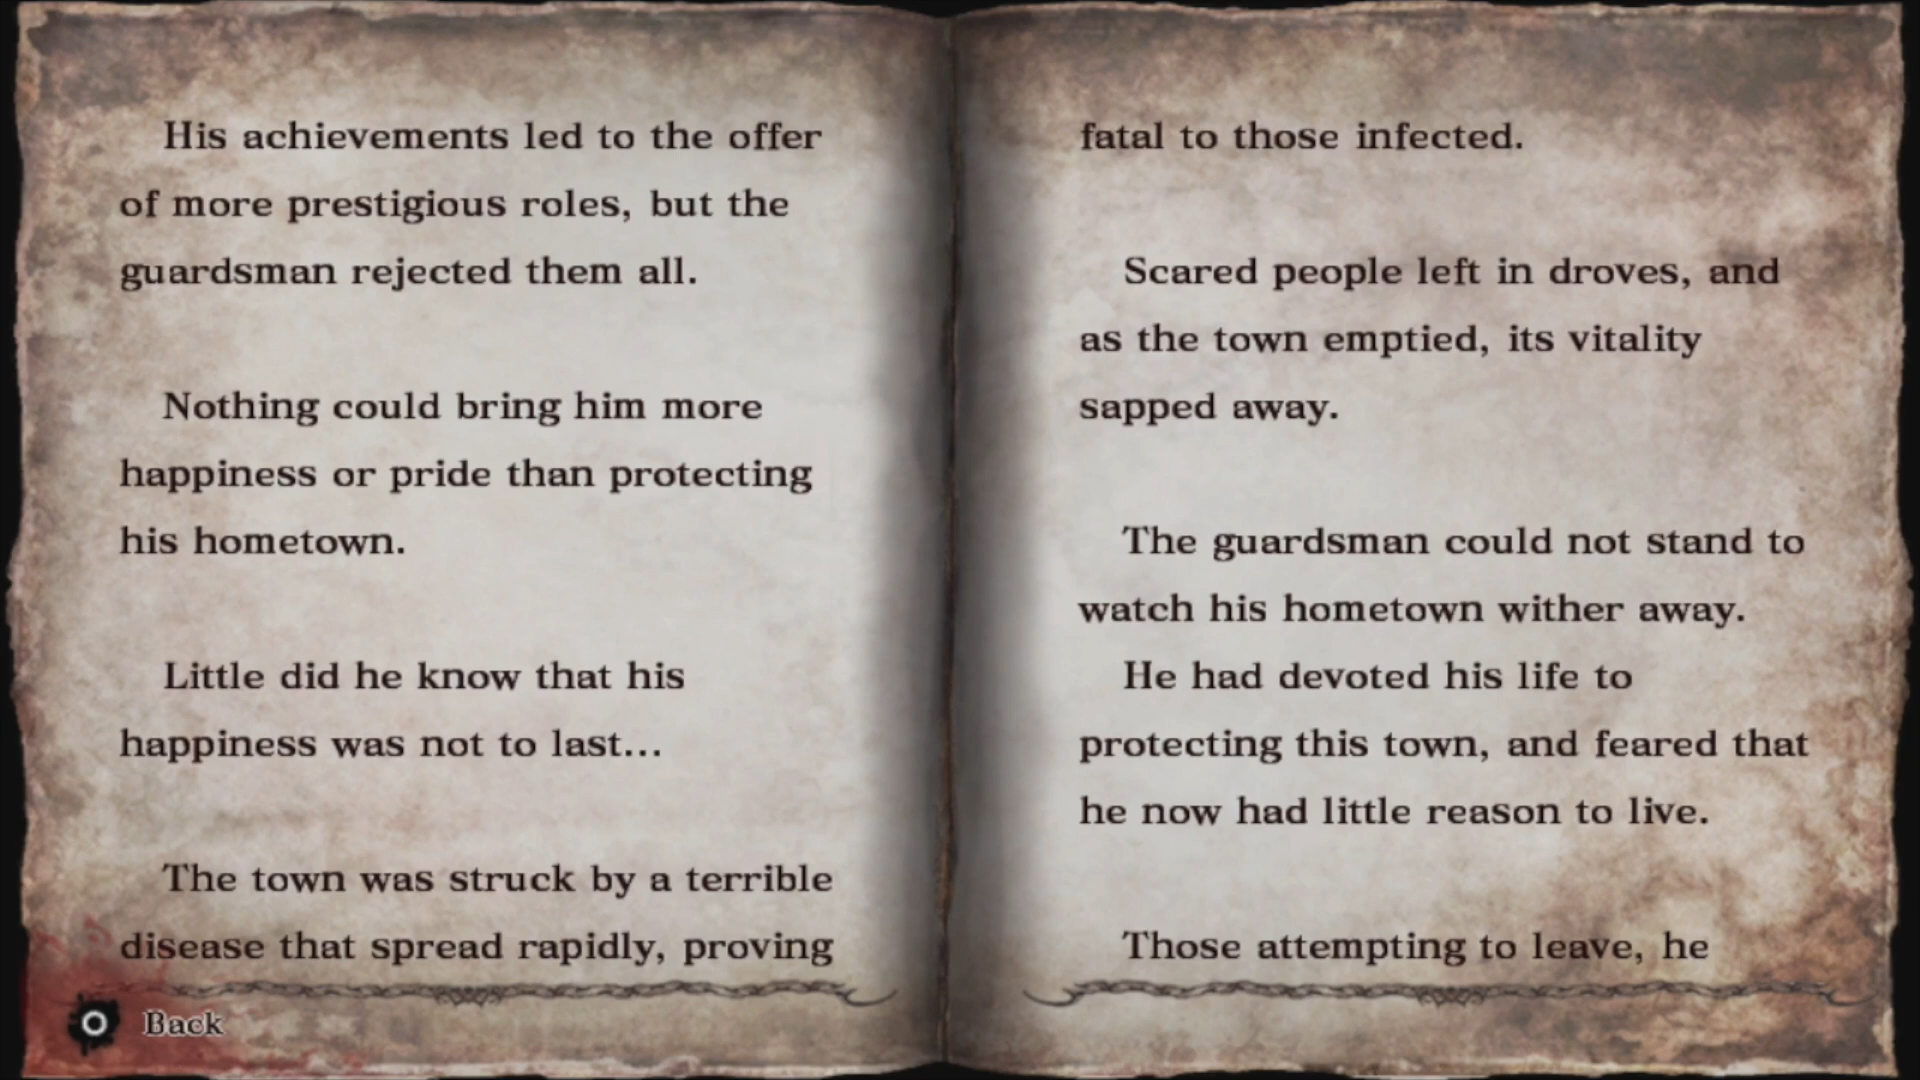 His achievements led to the offer
of more prestigious roles, but the
guardsman rejected them all.
Nothing could bring him more
happiness or pride than protecting
his hometown.
Little did he know that his
happiness was not to last...
The town was struck by a terrible
disease that spread rapidly, proving
fatal to those infected.
Scared people left in droves, and
as the town emptied, its vitality
sapped away.
The guardsman could not stand to
watch his hometown wither away.
He had devoted his life to
protecting this town, and feared that
he now had little reason to live.
Those attempting to leave, he
Back